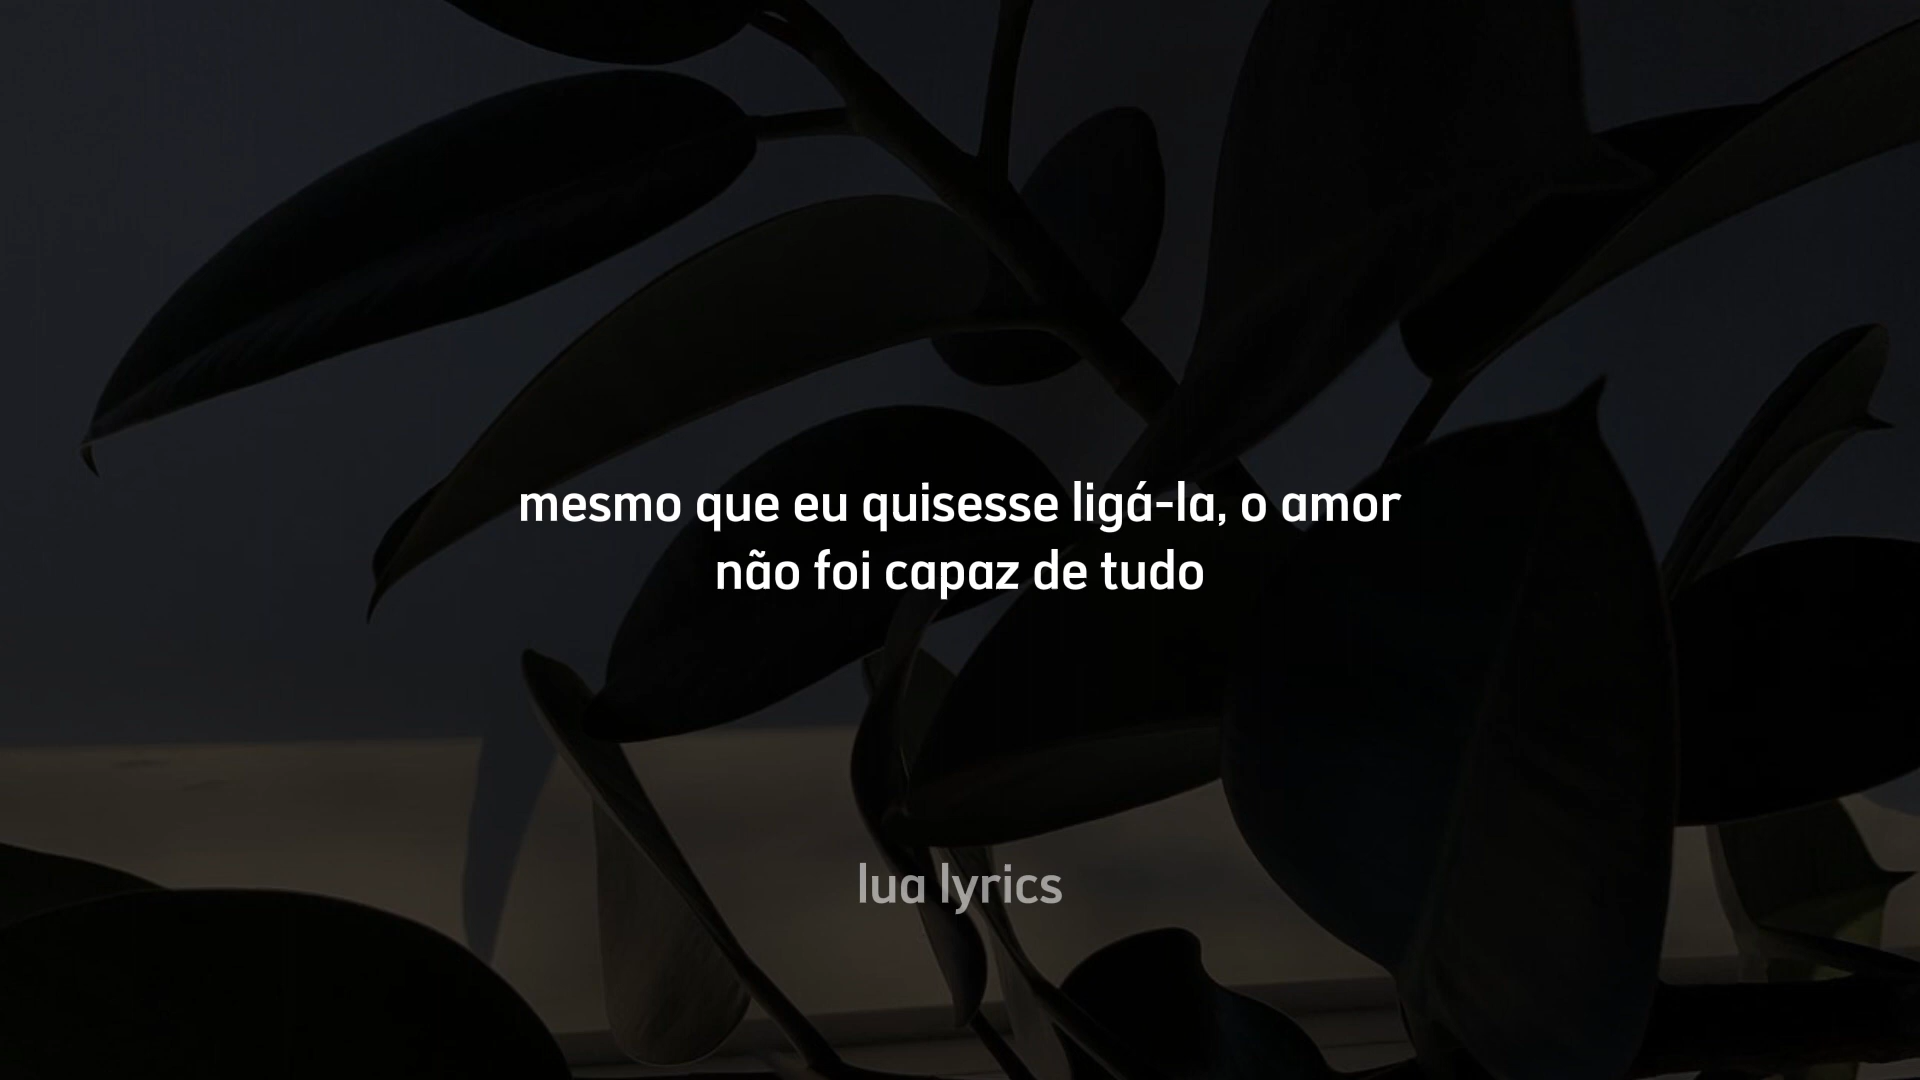 mesmo que eu quisesse ligá-la, o amor
não foi capaz de tudo
lua lyrics